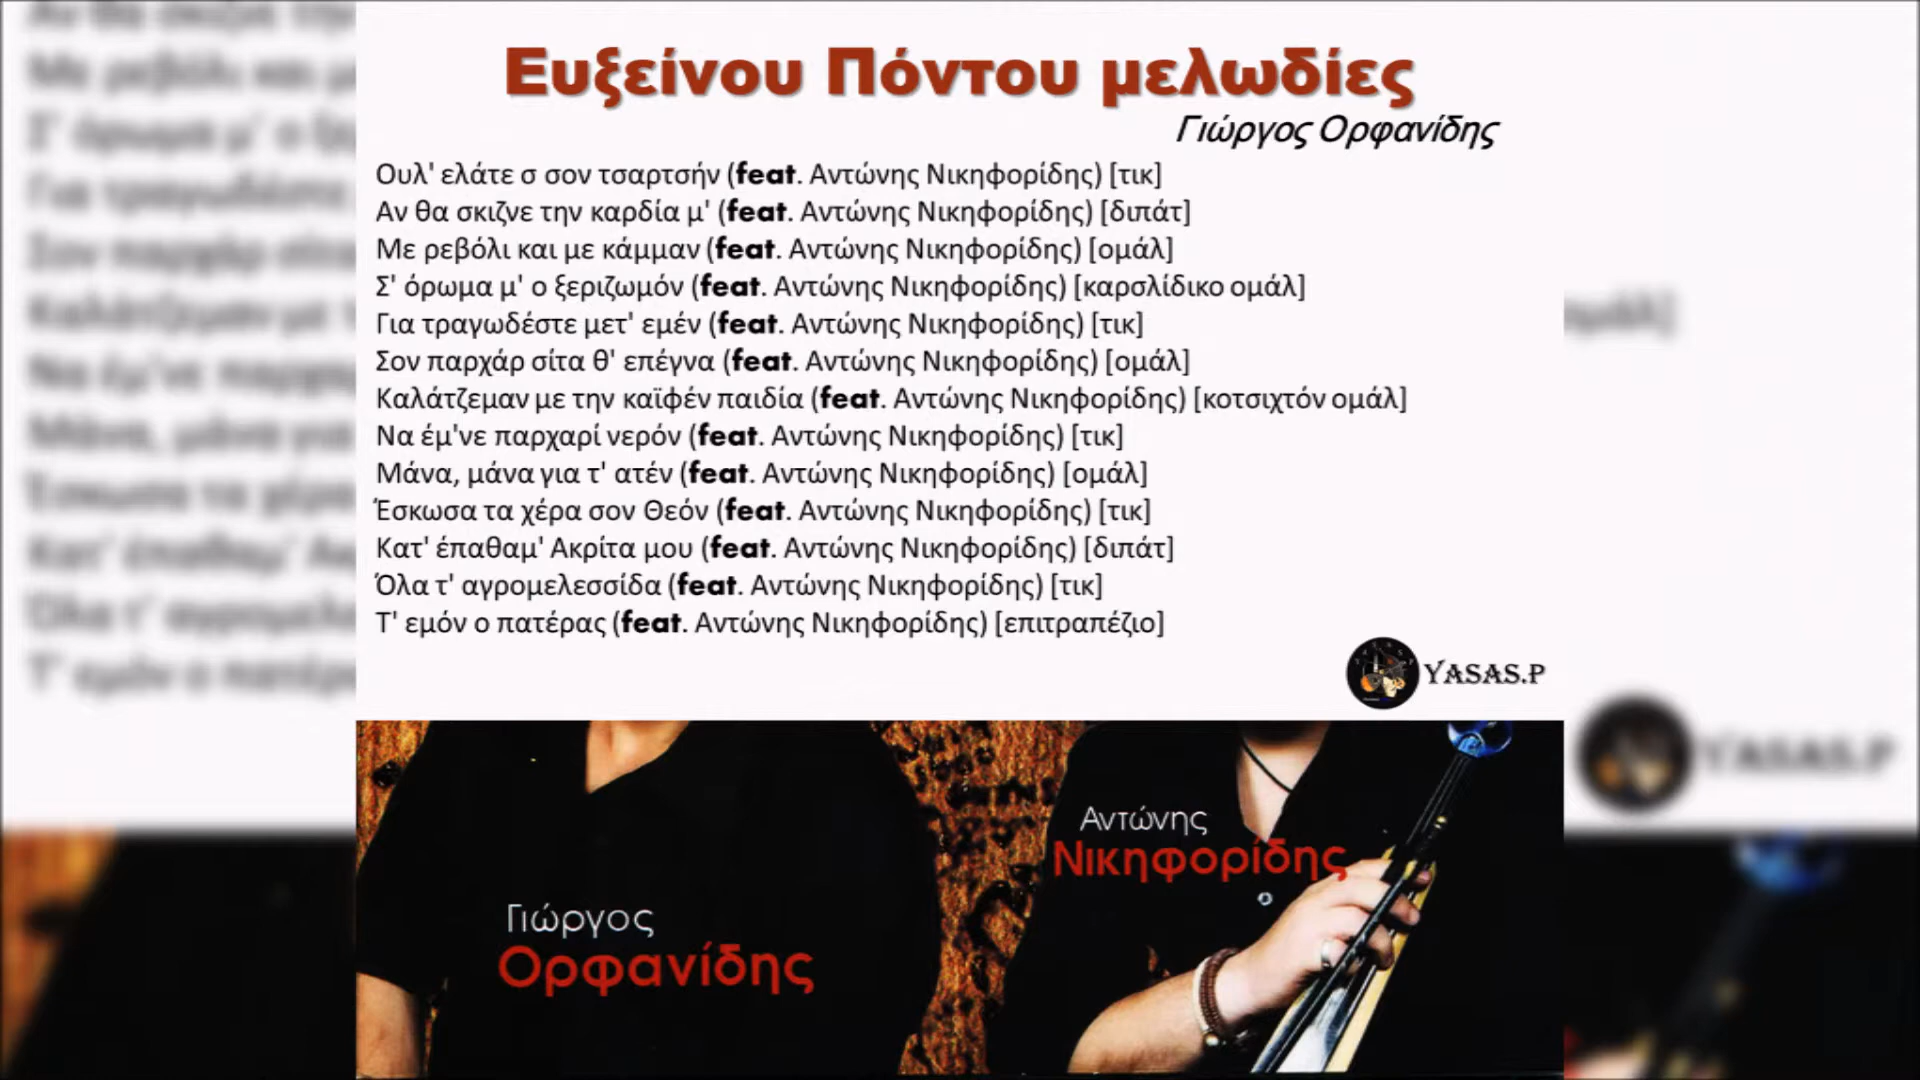 Ευξείνου Πόντου μελωδίες
Γιώργος Ορφανίδης
Ουλ' ελάτε σ σον τσαρτσήν (feat. Αντώνης Νικηφορίδης) [τικ]
Αν θα σκιζνε την καρδία μ' (feat. Αντώνης Νικηφορίδης) [διπάτ]
Με ρεβόλι και με κάμμαν (feat. Αντώνης Νικηφορίδης) [ομάλ]
Σ' όρωμα μ' ο ξεριζωμόν (feat. Αντώνης Νικηφορίδης) [καρσλίδικο ομάλ]
Για τραγωδέστε μετ' εμέν (feat. Αντώνης Νικηφορίδης) [τικ]
Σον παρχάρ σίτα θ' επέγνα (feat. Αντώνης Νικηφορίδης) [ομάλ]
Καλάτζεμαν με την καϊφέν παιδία (feat. Αντώνης Νικηφορίδης) [κοτσιχτόν ομάλ]
Να έμ'νε παρχαρί νερόν (feat. Αντώνης Νικηφορίδης) [τικ]
Μάνα, μάνα για τ' ατέν (feat. Αντώνης Νικηφορίδης) [ομάλ]
Έσκωσα τα χέρα σον Θεόν (feat. Αντώνης Νικηφορίδης) [τικ]
Κατ' έπαθαμ' Ακρίτα μου (feat. Αντώνης Νικηφορίδης) [διπάτ]
Όλα τ' αγρομελεσσίδα (feat. Αντώνης Νικηφορίδης) [τικ]
Τ' εμόν ο πατέρας (feat. Αντώνης Νικηφορίδης) [επιτραπέζιο]
YASAS.P
Αντώνης
Νικηφορίδης
Γιώργος
Ορφανίδης